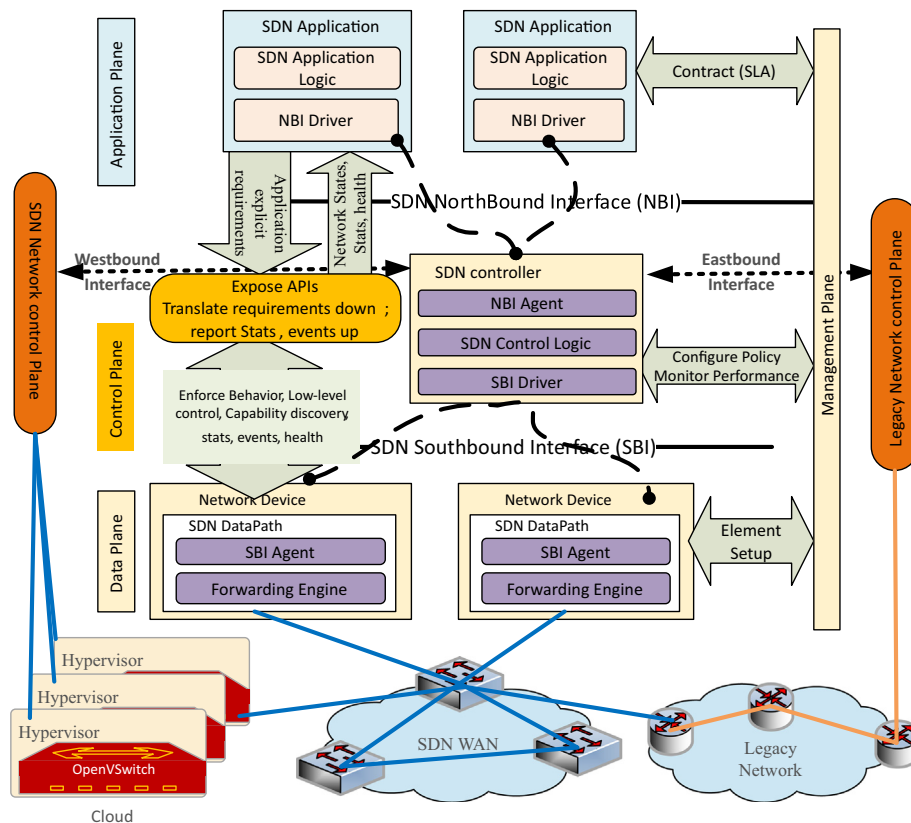 Application Plane
SDN Application
SDN Application
Logic
NBI Driver
SDN Application
SDN Application
Logic
NBI Driver
Contract (SLA)
Application
explicit
requirements
Network States,
Stats, health
SDN NorthBound Interface (NBI)
SDN Network control Plane
Westbound
Interface
Eastbound
Interface
Legacy Network control Plane
Management Plane
Control Plane
Expose APIs
Translate requirements down ;
report Stats , events up
SDN controller
NBI Agent
SDN Control Logic
SBI Driver
Configure Policy
Monitor Performance
Enforce Behavior, Low-level
control, Capability discovery,
stats, events, health
SDN Southbound Interface (SBI)
Data Plane
Network Device
SDN DataPath
SBI Agent
Forwarding Engine
Network Device
SDN DataPath
SBI Agent
Forwarding Engine
Element
Setup
Hypervisor
Hypervisor
Hypervisor
OpenVSwitch
Cloud
SDN WAN
Legacy
Network